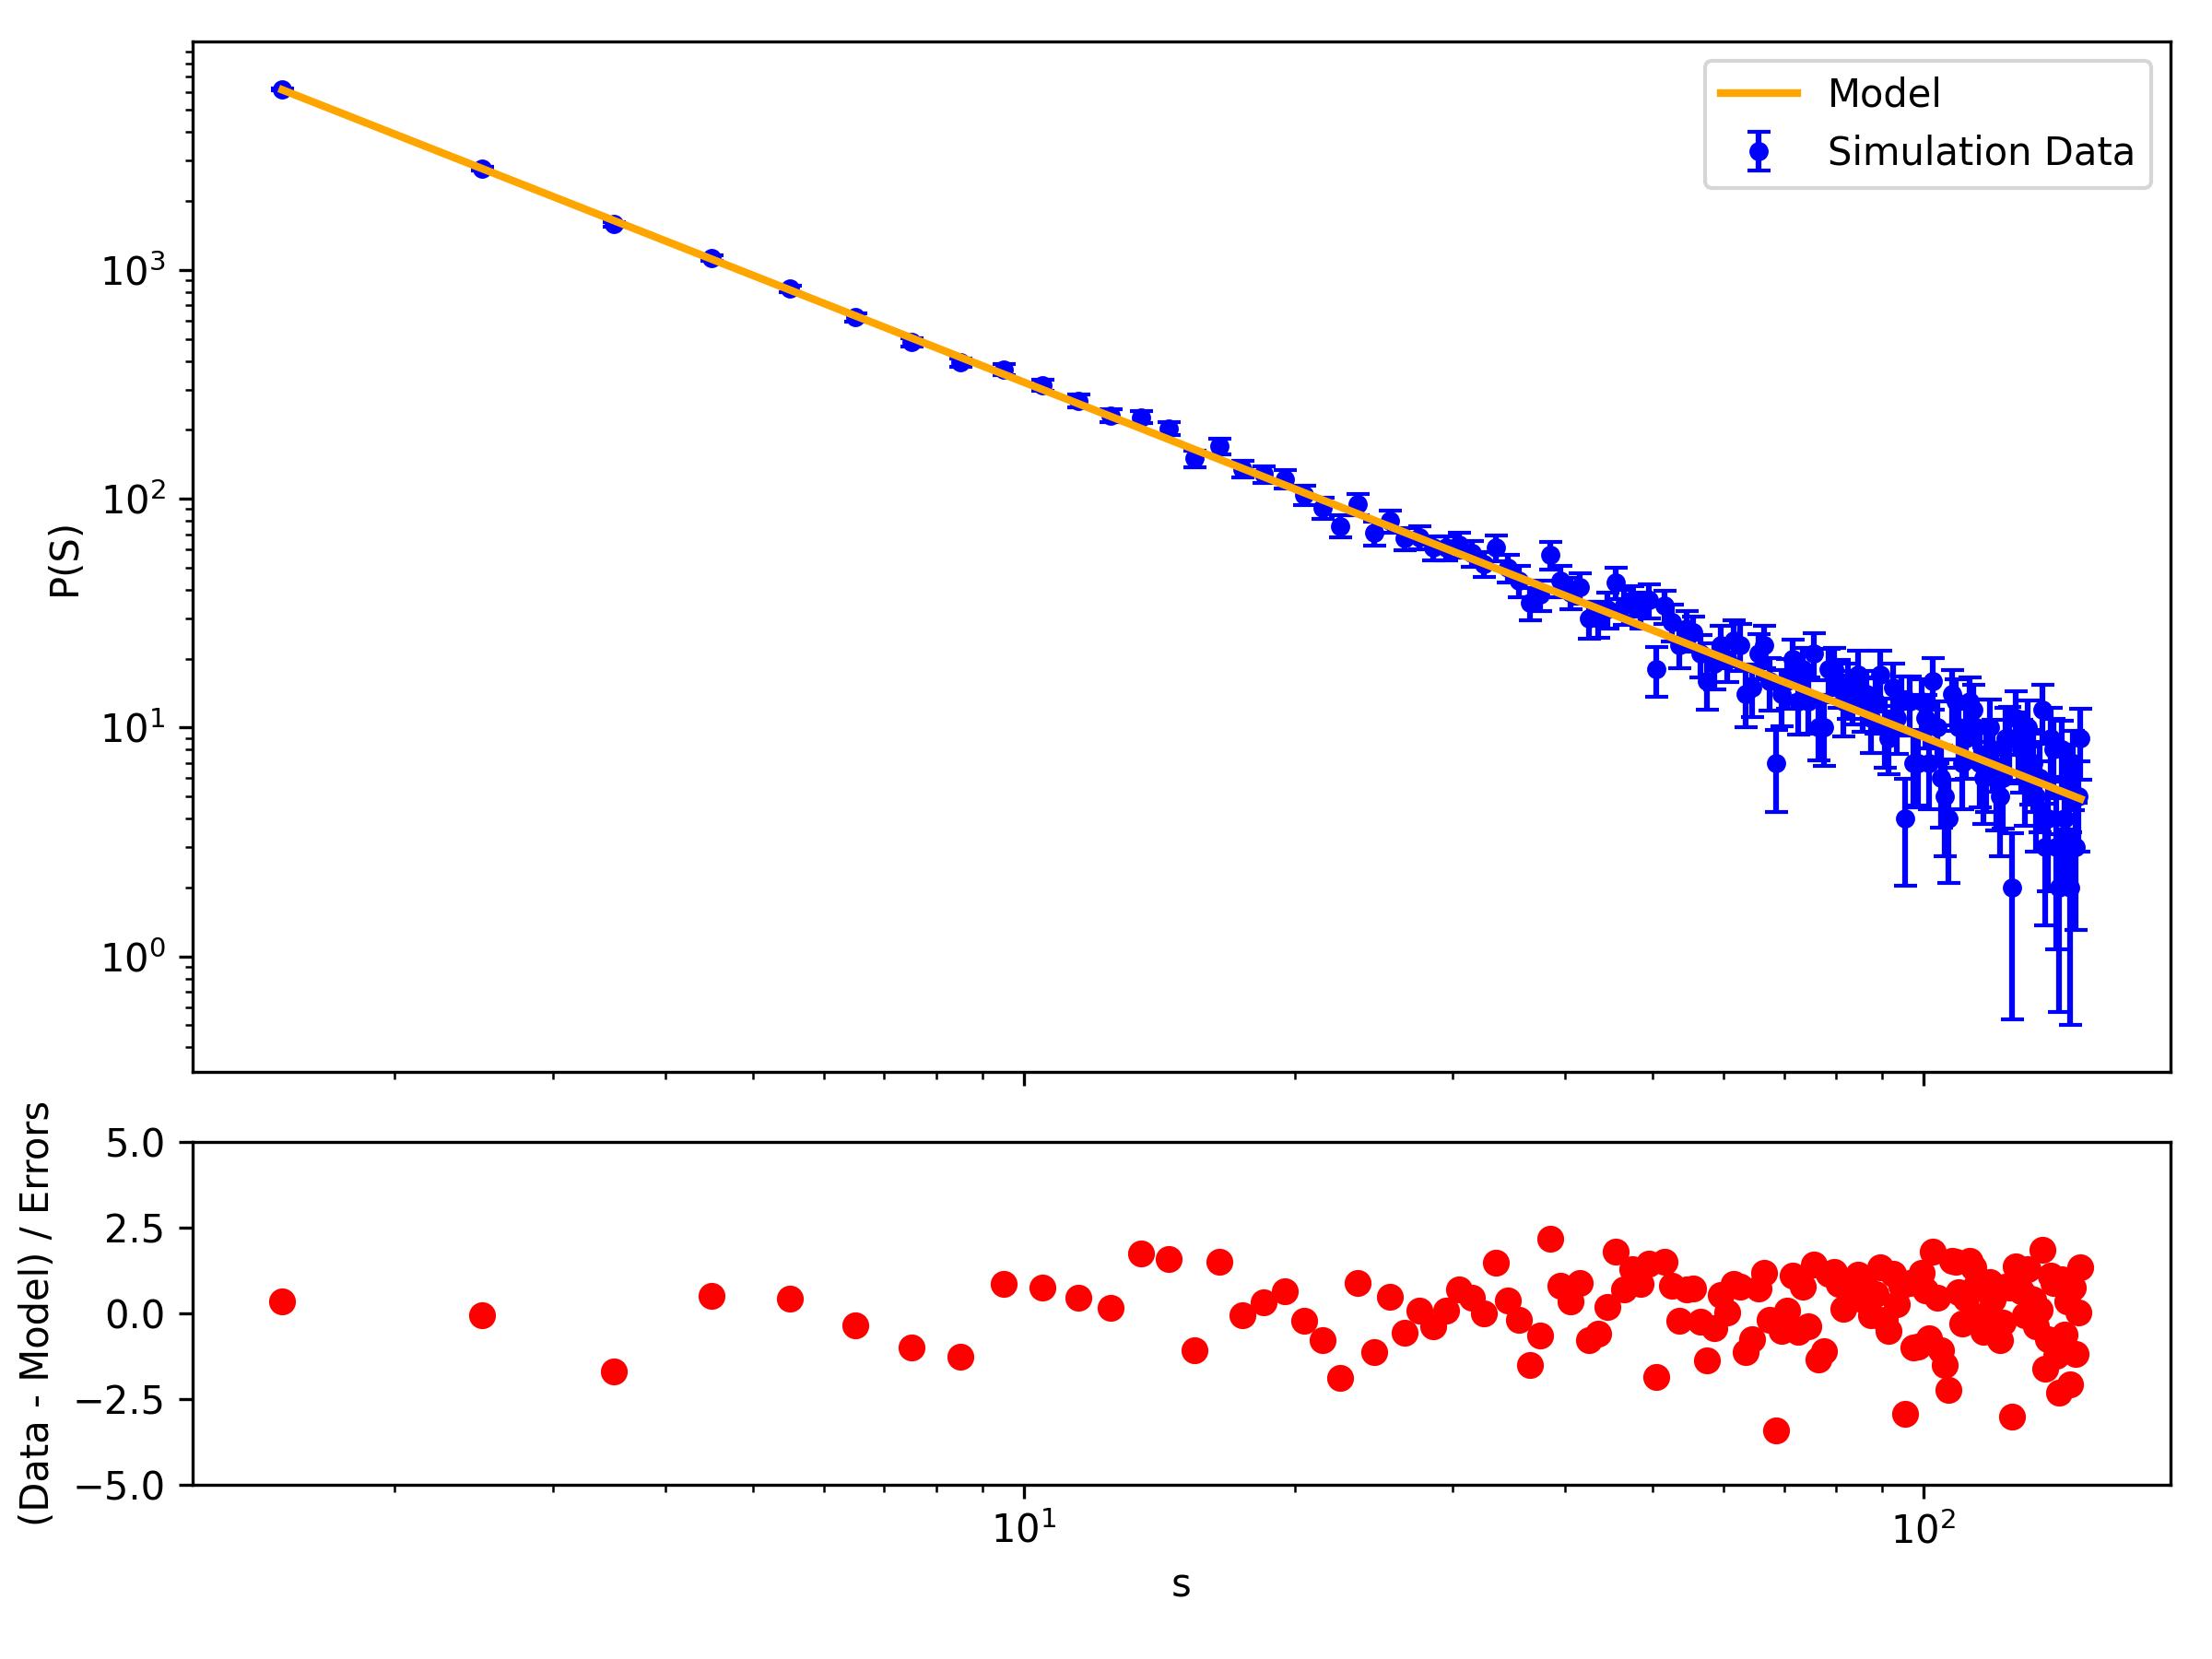 Model
Simulation Data
P(S)
10³
10²
10¹
10⁰
(Data - Model) / Errors
5.0
2.5
0.0
−2.5
−5.0
10¹
10²
s